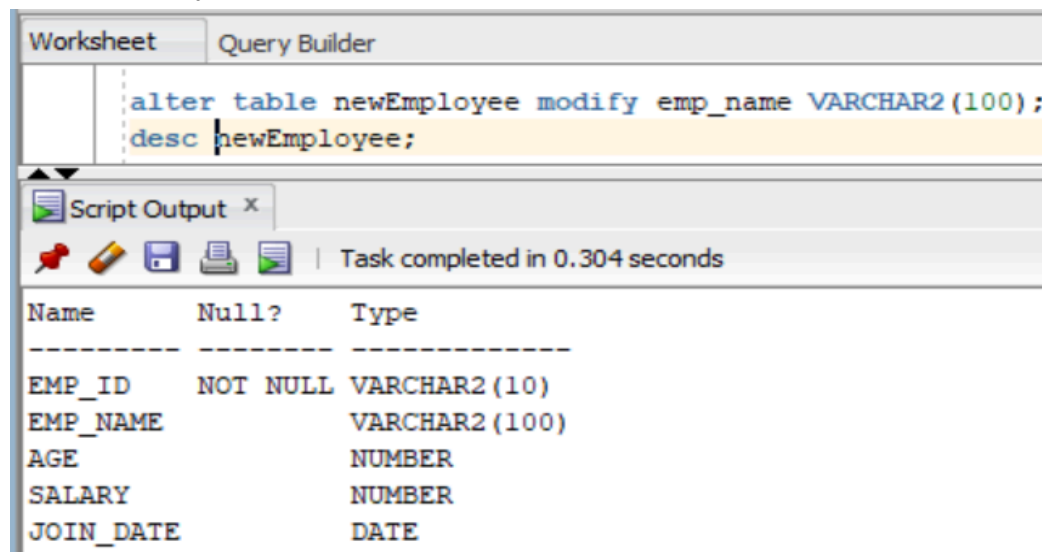 Worksheet Query Builder
alter table newEmployee modify emp_name VARCHAR2(100);
desc newEmployee;
Script Output x
Task completed in 0.304 seconds
Name Null? Type
--------- -------- -------------
EMP_ID NOT NULL VARCHAR2(10)
EMP_NAME VARCHAR2(100)
AGE NUMBER
SALARY NUMBER
JOIN_DATE DATE